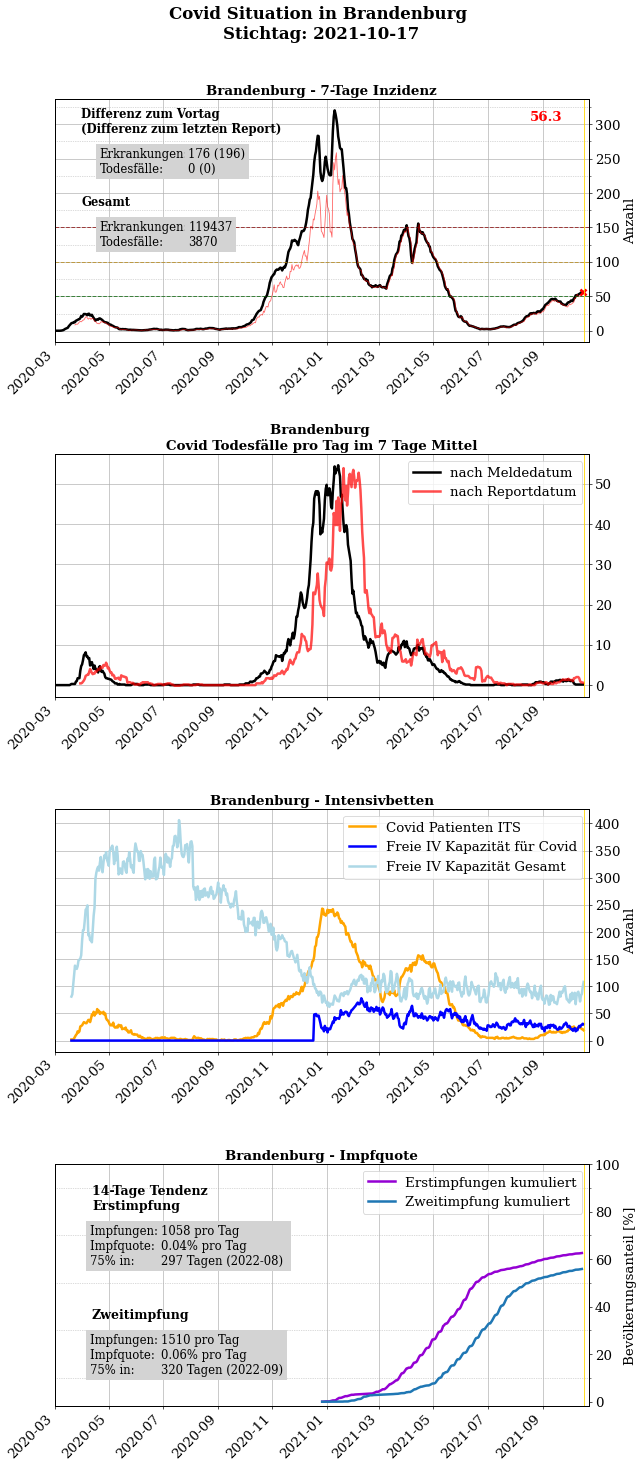 Covid Situation in Brandenburg
Stichtag: 2021-10-17
Brandenburg - 7-Tage Inzidenz
Differenz zum Vortag
(Differenz zum letzten Report)
Erkrankungen 176 (196)
Todesfälle: 0 (0)
Gesamt
Erkrankungen 119437
Todesfälle: 3870
56.3
300
250
200
150
100
50
0
Anzahl
2020-03
2020-05
2020-07
2020-09
2020-11
2021-01
2021-03
2021-05
2021-07
2021-09
Brandenburg
Covid Todesfälle pro Tag im 7 Tage Mittel
nach Meldedatum
nach Reportdatum
50
40
30
20
10
0
2020-03
2020-05
2020-07
2020-09
2020-11
2021-01
2021-03
2021-05
2021-07
2021-09
Brandenburg - Intensivbetten
Covid Patienten ITS
Freie IV Kapazität für Covid
Freie IV Kapazität Gesamt
400
350
300
250
200
150
100
50
0
Anzahl
2020-03
2020-05
2020-07
2020-09
2020-11
2021-01
2021-03
2021-05
2021-07
2021-09
Brandenburg - Impfquote
14-Tage Tendenz
Erstimpfung
Impfungen: 1058 pro Tag
Impfquote: 0.04% pro Tag
75% in: 297 Tagen (2022-08)
Zweitimpfung
Impfungen: 1510 pro Tag
Impfquote: 0.06% pro Tag
75% in: 320 Tagen (2022-09)
Erstimpfungen kumuliert
Zweitimpfung kumuliert
100
80
60
40
20
0
Bevölkerungsanteil [%]
2020-03
2020-05
2020-07
2020-09
2020-11
2021-01
2021-03
2021-05
2021-07
2021-09